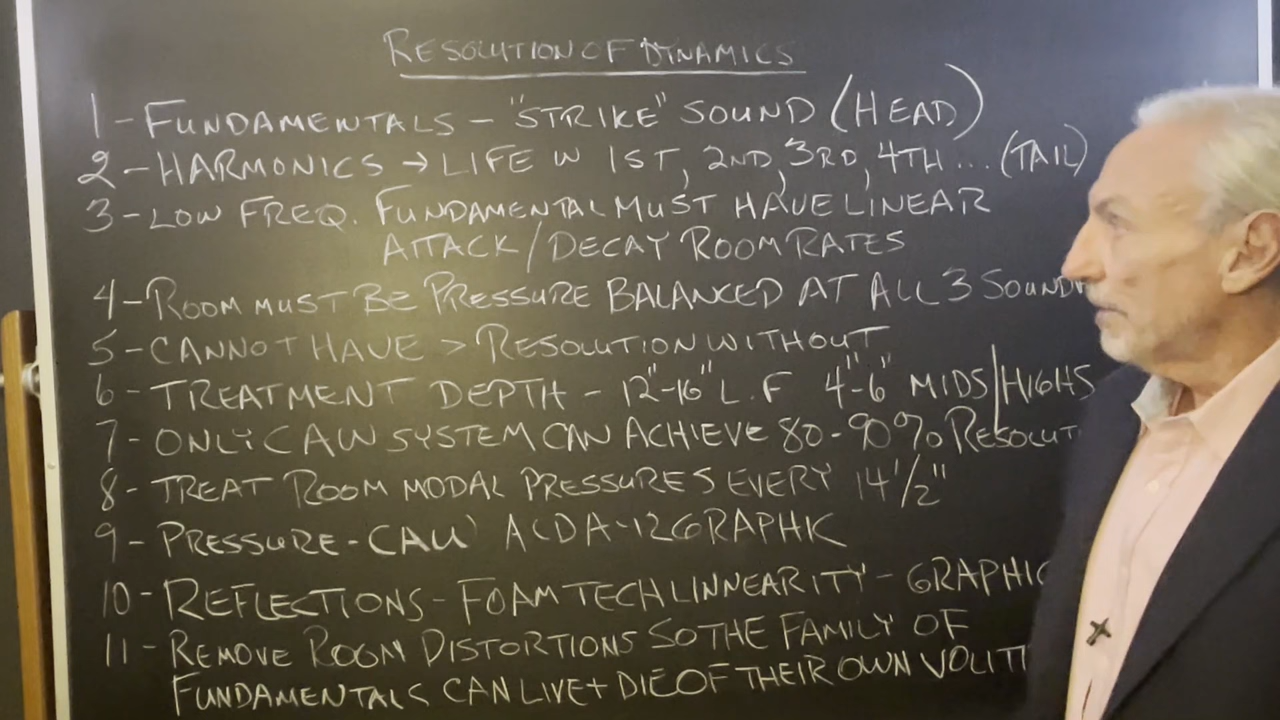 RESOLUTION OF DYNAMICS
1 - FUNDAMENTALS - "STRIKE" SOUND (HEAD)
2 - HARMONICS → LIFE W 1ST, 2ND, 3RD, 4TH ... (TAIL)
3 - LOW FREQ. FUNDAMENTAL MUST HAVE LINEAR
ATTACK/DECAY ROOM RATES
4 - ROOM MUST BE PRESSURE BALANCED AT ALL 3 SOUND
5 - CANNOT HAVE > RESOLUTION WITHOUT
6 - TREATMENT DEPTH - 12"-16" L.F 4"-6" MIDS/HIGHS
7 - ONLY CAW SYSTEM CAN ACHIEVE 80-90% RESOLUT
8 - TREAT ROOM MODAL PRESSURES EVERY 14 1/2"
9 - PRESSURE - CAW ACDA-12 GRAPHIC
10 - REFLECTIONS - FOAM TECH LINNEARITY - GRAPHIC
11 - REMOVE ROOM DISTORTIONS SO THE FAMILY OF
FUNDAMENTALS CAN LIVE + DIE OF THEIR OWN VOLITI